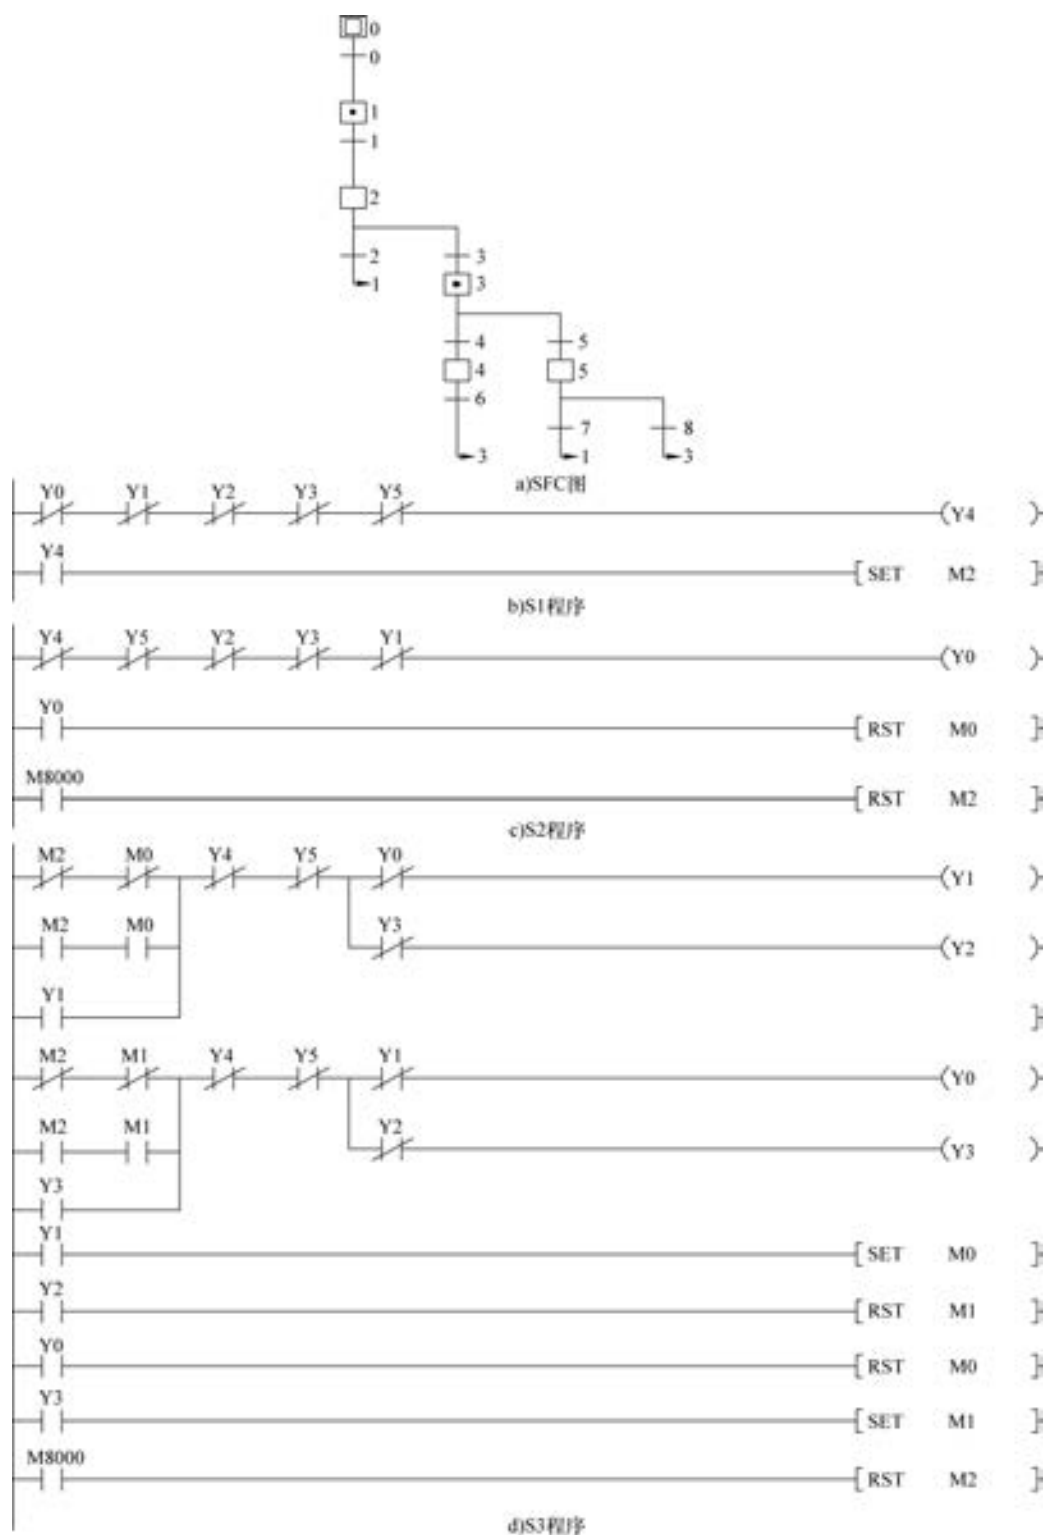 0
0
1
1
2
2
3
1
3
4
5
4
5
6
7
8
3
1
3
a)SFC图
Y0 Y1 Y2 Y3 Y5
(Y4 )
Y4
[ SET M2 ]
b)S1程序
Y4 Y5 Y2 Y3 Y1
(Y0 )
Y0
[ RST M0 ]
M8000
[ RST M2 ]
c)S2程序
M2 M0 Y4 Y5 Y0
(Y1 )
M2 M0 Y3
(Y2 )
Y1
]
M2 M1 Y4 Y5 Y1
(Y0 )
M2 M1 Y2
(Y3 )
Y3
Y1
[ SET M0 ]
Y2
[ RST M1 ]
Y0
[ RST M0 ]
Y3
[ SET M1 ]
M8000
[ RST M2 ]
d)S3程序